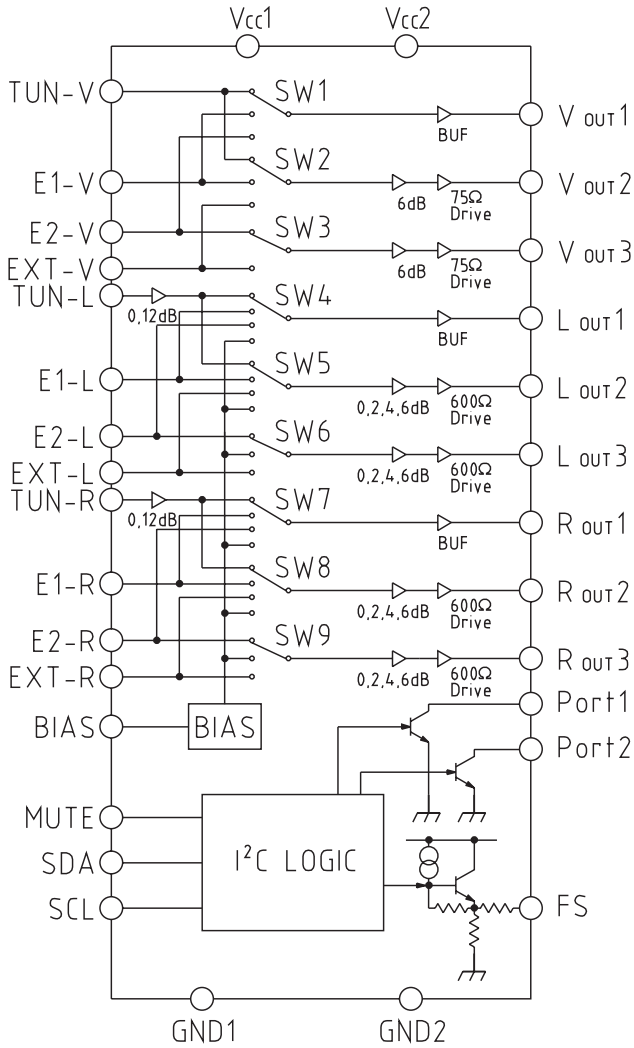 Vcc1
Vcc2
TUN-V
SW1
V OUT1
BUF
SW2
E1-V
V OUT2
6dB
75Ω
Drive
E2-V
SW3
V OUT3
EXT-V
6dB
75Ω
Drive
TUN-L
SW4
0,12dB
L OUT1
BUF
SW5
E1-L
L OUT2
0,2,4,6dB
600Ω
Drive
E2-L
SW6
L OUT3
EXT-L
0,2,4,6dB
600Ω
Drive
TUN-R
SW7
0,12dB
R OUT1
BUF
SW8
E1-R
R OUT2
0,2,4,6dB
600Ω
Drive
E2-R
SW9
R OUT3
EXT-R
0,2,4,6dB
600Ω
Drive
Port1
BIAS
BIAS
Port2
MUTE
I²C LOGIC
SDA
SCL
FS
GND1
GND2